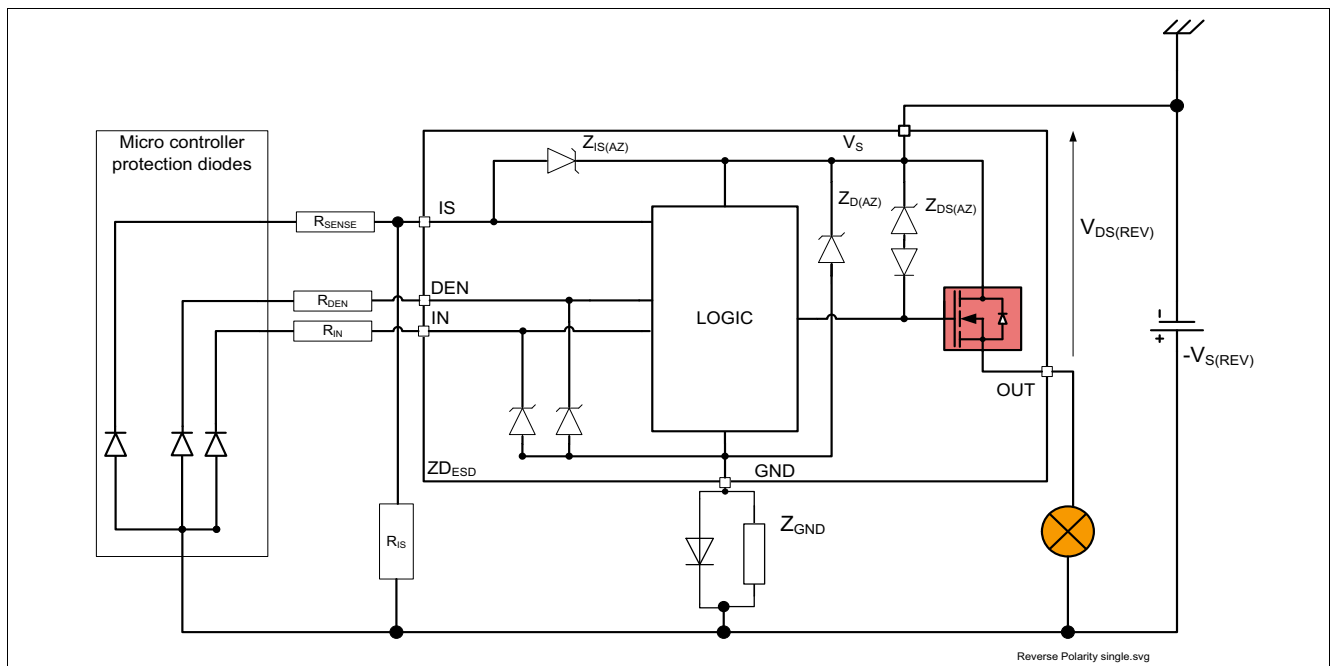 Micro controller
protection diodes
Z_IS(AZ)
V_S
R_SENSE
IS
Z_D(AZ)
Z_DS(AZ)
V_DS(REV)
R_DEN
DEN
R_IN
IN
LOGIC
-
+
-V_S(REV)
OUT
ZD_ESD
GND
R_IS
Z_GND
Reverse Polarity single.svg